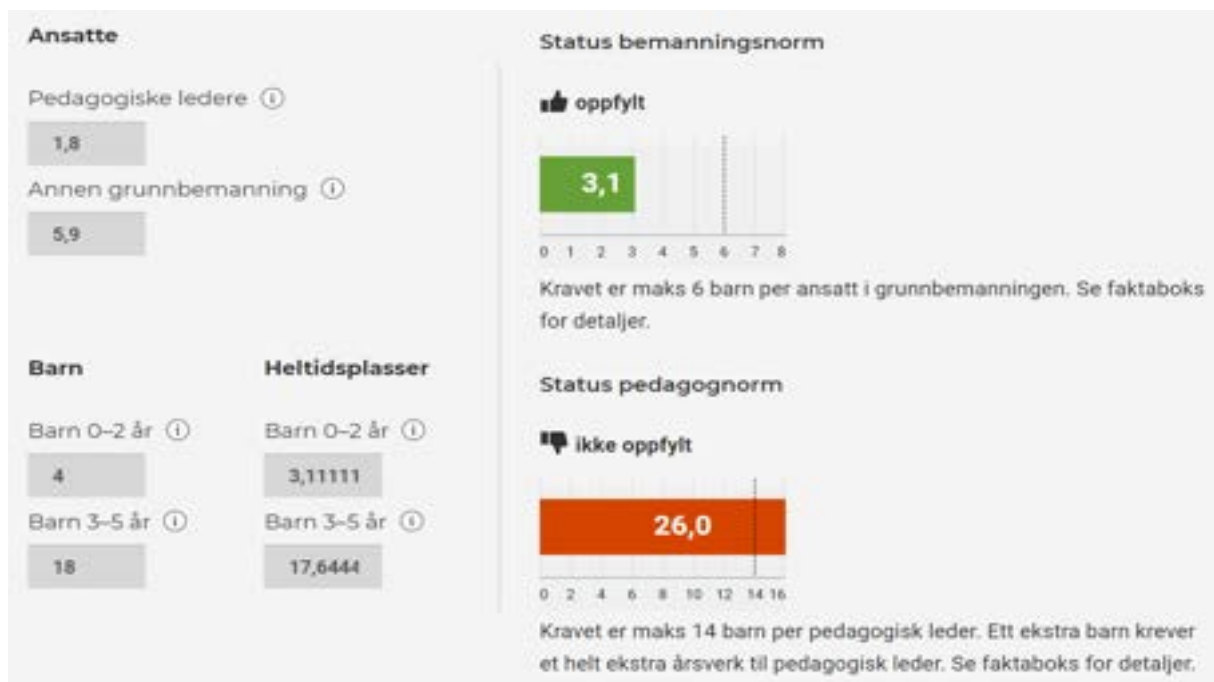 Ansatte
Pedagogiske ledere
1,8
Annen grunnbemanning
5,9
Barn Heltidsplasser
Barn 0–2 år Barn 0–2 år
4 3,11111
Barn 3–5 år Barn 3–5 år
18 17,6444
Status bemanningsnorm
oppfylt
3,1
0 1 2 3 4 5 6 7 8
Kravet er maks 6 barn per ansatt i grunnbemanningen. Se faktaboks
for detaljer.
Status pedagognorm
ikke oppfylt
26,0
0 2 4 6 8 10 12 14 16
Kravet er maks 14 barn per pedagogisk leder. Ett ekstra barn krever
et helt ekstra årsverk til pedagogisk leder. Se faktaboks for detaljer.